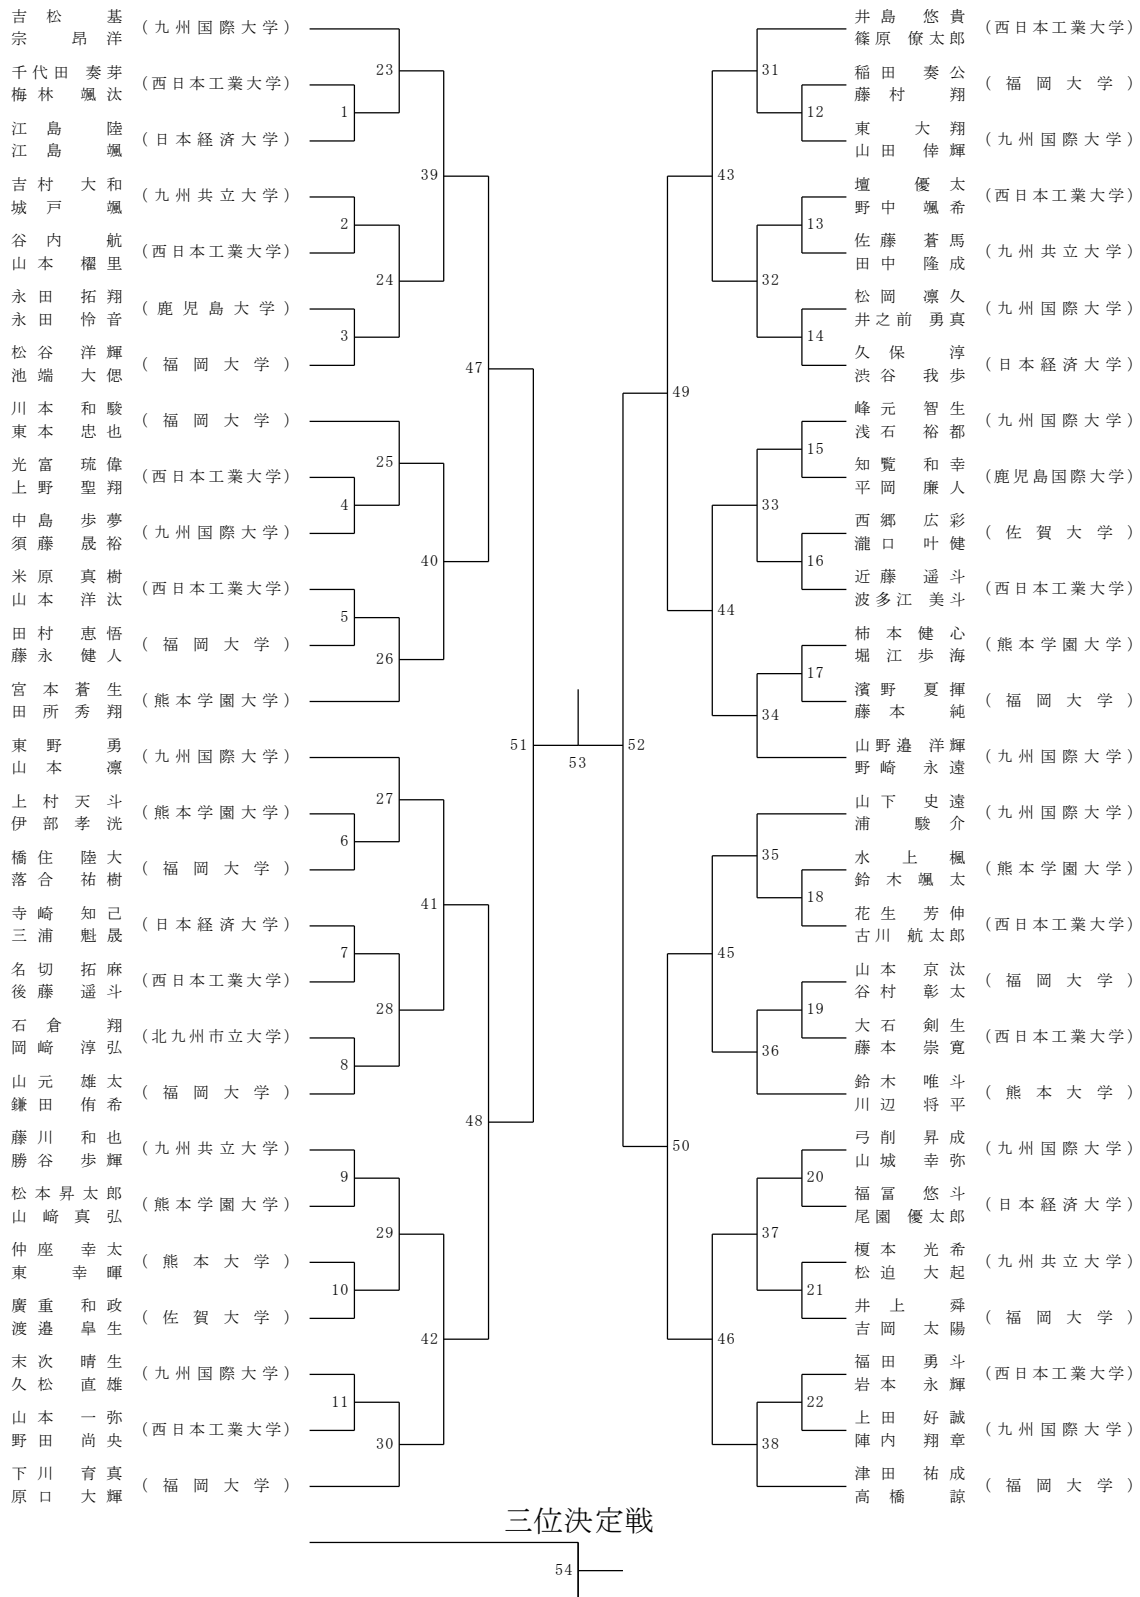 吉松 基
宗 昂洋
(九州国際大学)
千代田 奏芽
梅林 颯汰
(西日本工業大学)
江島 陸
江島 颯
(日本経済大学)
吉村 大和
城戸 颯
(九州共立大学)
谷内 航
山本 櫂里
(西日本工業大学)
永田 拓翔
永田 怜音
(鹿児島大学)
松谷 洋輝
池端 大偲
(福岡大学)
川本 和駿
東本 忠也
(福岡大学)
光富 琉偉
上野 聖翔
(西日本工業大学)
中島 歩夢
須藤 晟裕
(九州国際大学)
米原 真樹
山本 洋汰
(西日本工業大学)
田村 恵悟
藤永 健人
(福岡大学)
宮本蒼生
田所秀翔
(熊本学園大学)
東野 勇
山本 凛
(九州国際大学)
上村天斗
伊部孝洸
(熊本学園大学)
橋住 陸大
落合 祐樹
(福岡大学)
寺崎 知己
三浦 魁晟
(日本経済大学)
名切 拓麻
後藤 遥斗
(西日本工業大学)
石倉 翔
岡﨑 淳弘
(北九州市立大学)
山元 雄太
鎌田 侑希
(福岡大学)
藤川 和也
勝谷 歩輝
(九州共立大学)
松本昇太郎
山﨑真弘
(熊本学園大学)
仲座 幸太
東 幸暉
(熊本大学)
廣重 和政
渡邉 皐生
(佐賀大学)
末次 晴生
久松 直雄
(九州国際大学)
山本 一弥
野田 尚央
(西日本工業大学)
下川 育真
原口 大輝
(福岡大学)
23
1
39
2
24
3
47
25
4
40
5
26
51
27
6
41
7
28
8
48
9
29
10
42
11
30
53
52
31
12
43
13
32
14
49
15
33
16
44
17
34
35
18
45
19
36
50
20
37
21
46
22
38
井島 悠貴
篠原 僚太郎
(西日本工業大学)
稲田 奏公
藤村 翔
(福岡大学)
東 大翔
山田 倖輝
(九州国際大学)
壇 優太
野中 颯希
(西日本工業大学)
佐藤 蒼馬
田中 隆成
(九州共立大学)
松岡 凛久
井之前 勇真
(九州国際大学)
久保 淳
渋谷 我歩
(日本経済大学)
峰元 智生
浅石 裕都
(九州国際大学)
知覧 和幸
平岡 廉人
(鹿児島国際大学)
西郷 広彩
瀧口 叶健
(佐賀大学)
近藤 遥斗
波多江 美斗
(西日本工業大学)
柿本健心
堀江歩海
(熊本学園大学)
濱野 夏揮
藤本 純
(福岡大学)
山野邉 洋輝
野崎 永遠
(九州国際大学)
山下 史遠
浦 駿介
(九州国際大学)
水上 楓
鈴木颯太
(熊本学園大学)
花生 芳伸
古川 航太郎
(西日本工業大学)
山本 京汰
谷村 彰太
(福岡大学)
大石 剣生
藤本 崇寛
(西日本工業大学)
鈴木 唯斗
川辺 将平
(熊本大学)
弓削 昇成
山城 幸弥
(九州国際大学)
福冨 悠斗
尾園 優太郎
(日本経済大学)
榎本 光希
松迫 大起
(九州共立大学)
井上 舜
吉岡 太陽
(福岡大学)
福田 勇斗
岩本 永輝
(西日本工業大学)
上田 好誠
陣内 翔章
(九州国際大学)
津田 祐成
高橋 諒
(福岡大学)
三位決定戦
54